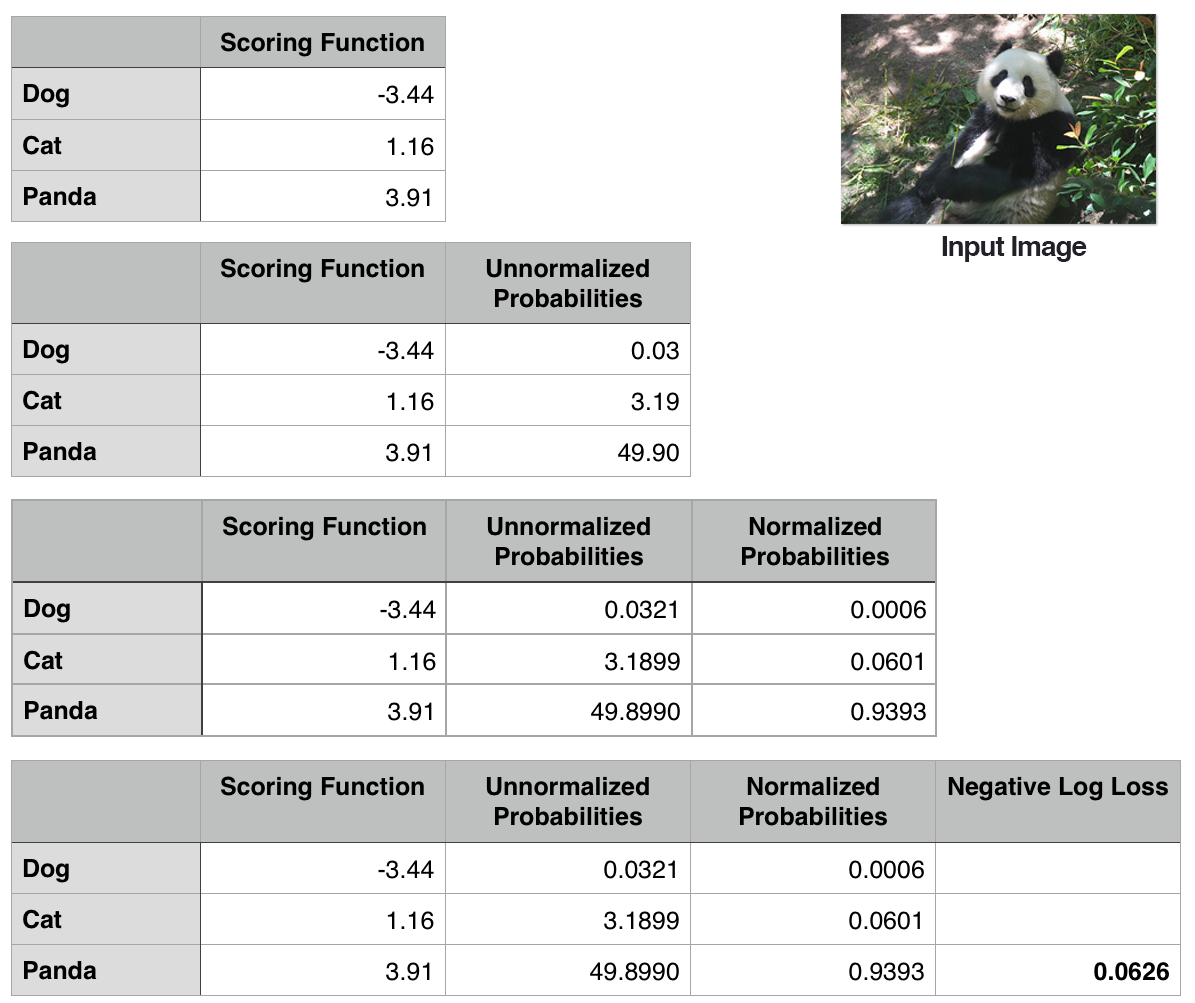 Scoring Function
Dog -3.44
Cat 1.16
Panda 3.91
Input Image
Scoring Function Unnormalized
Probabilities
Dog -3.44 0.03
Cat 1.16 3.19
Panda 3.91 49.90
Scoring Function Unnormalized Normalized
Probabilities Probabilities
Dog -3.44 0.0321 0.0006
Cat 1.16 3.1899 0.0601
Panda 3.91 49.8990 0.9393
Scoring Function Unnormalized Normalized Negative Log Loss
Probabilities Probabilities
Dog -3.44 0.0321 0.0006
Cat 1.16 3.1899 0.0601
Panda 3.91 49.8990 0.9393 0.0626